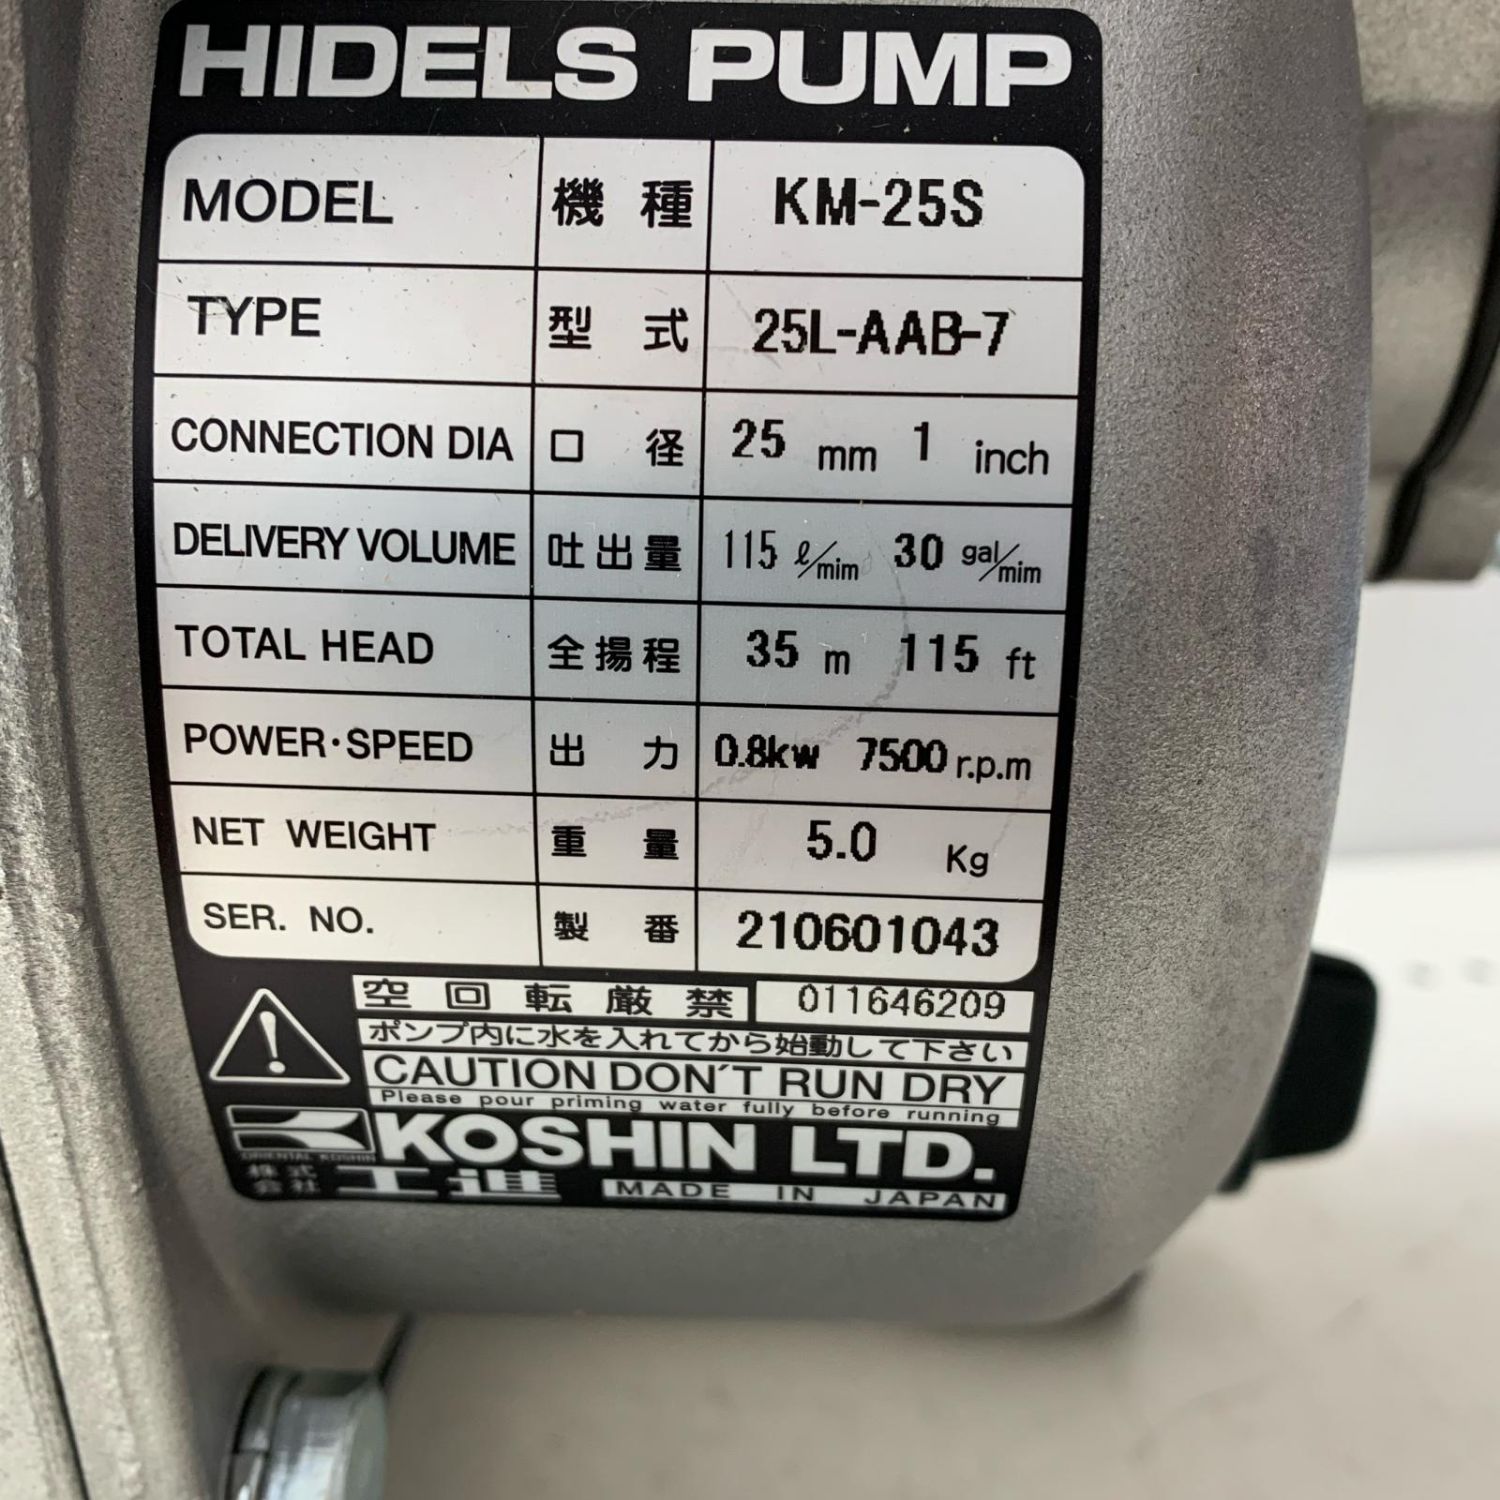 HIDELS PUMP
MODEL 機種 KM-25S
TYPE 型式 25L-AAB-7
CONNECTION DIA 口径 25 mm 1 inch
DELIVERY VOLUME 吐出量 115 ℓ/mim 30 gal/mim
TOTAL HEAD 全揚程 35 m 115 ft
POWER·SPEED 出力 0.8kw 7500 r.p.m
NET WEIGHT 重量 5.0 Kg
SER. NO. 製番 210601043
空回転厳禁 011646209
ポンプ内に水を入れてから始動して下さい
CAUTION DON'T RUN DRY
Please pour priming water fully before running
KOSHIN LTD.
ORIENTAL KOSHIN
株式会社 工進 MADE IN JAPAN